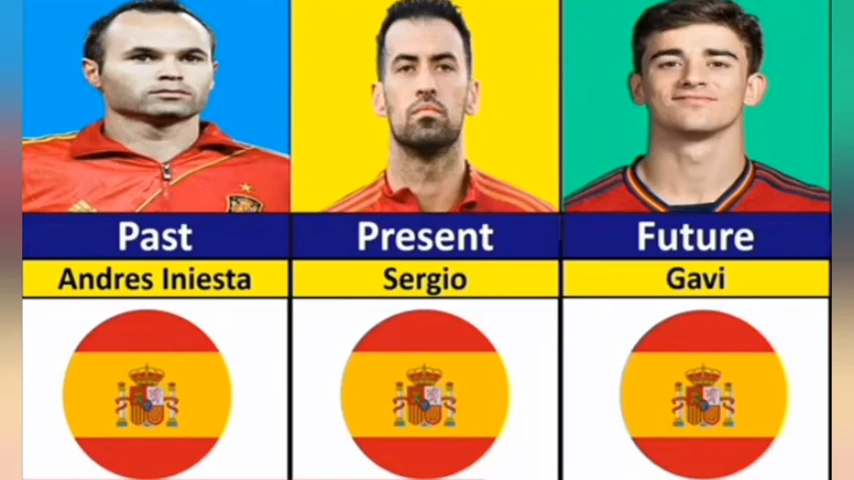 Past
Present
Future
Andres Iniesta
Sergio
Gavi